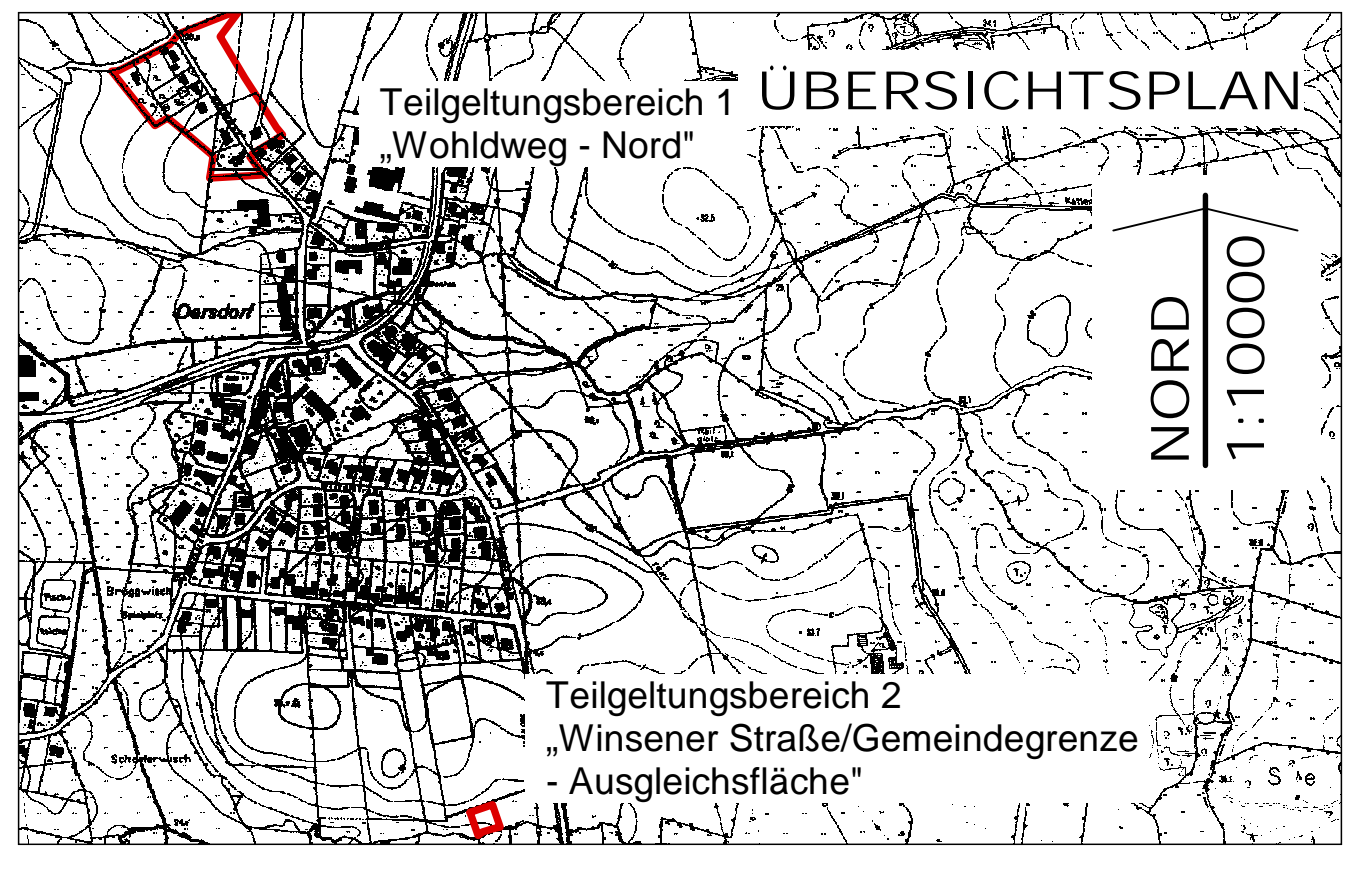 ÜBERSICHTSPLAN
Teilgeltungsbereich 1
„Wohldweg - Nord"
NORD
1:10000
Oersdorf
Teilgeltungsbereich 2
„Winsener Straße/Gemeindegrenze
- Ausgleichsfläche"